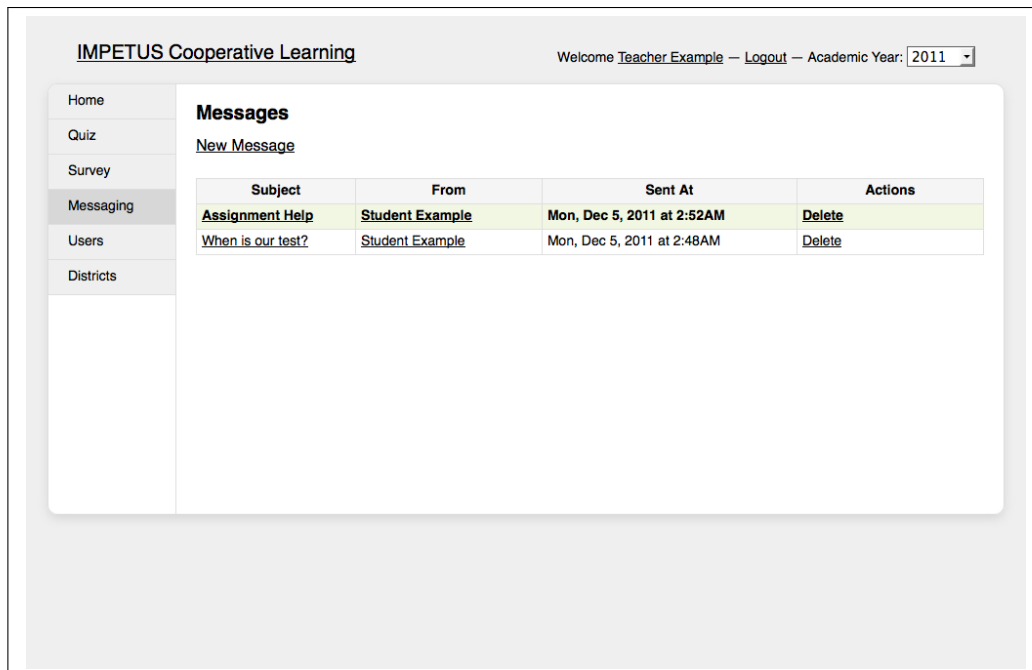 IMPETUS Cooperative Learning
Welcome Teacher Example — Logout — Academic Year: 2011
Home
Quiz
Survey
Messaging
Users
Districts
Messages
New Message
Subject From Sent At Actions
Assignment Help Student Example Mon, Dec 5, 2011 at 2:52AM Delete
When is our test? Student Example Mon, Dec 5, 2011 at 2:48AM Delete